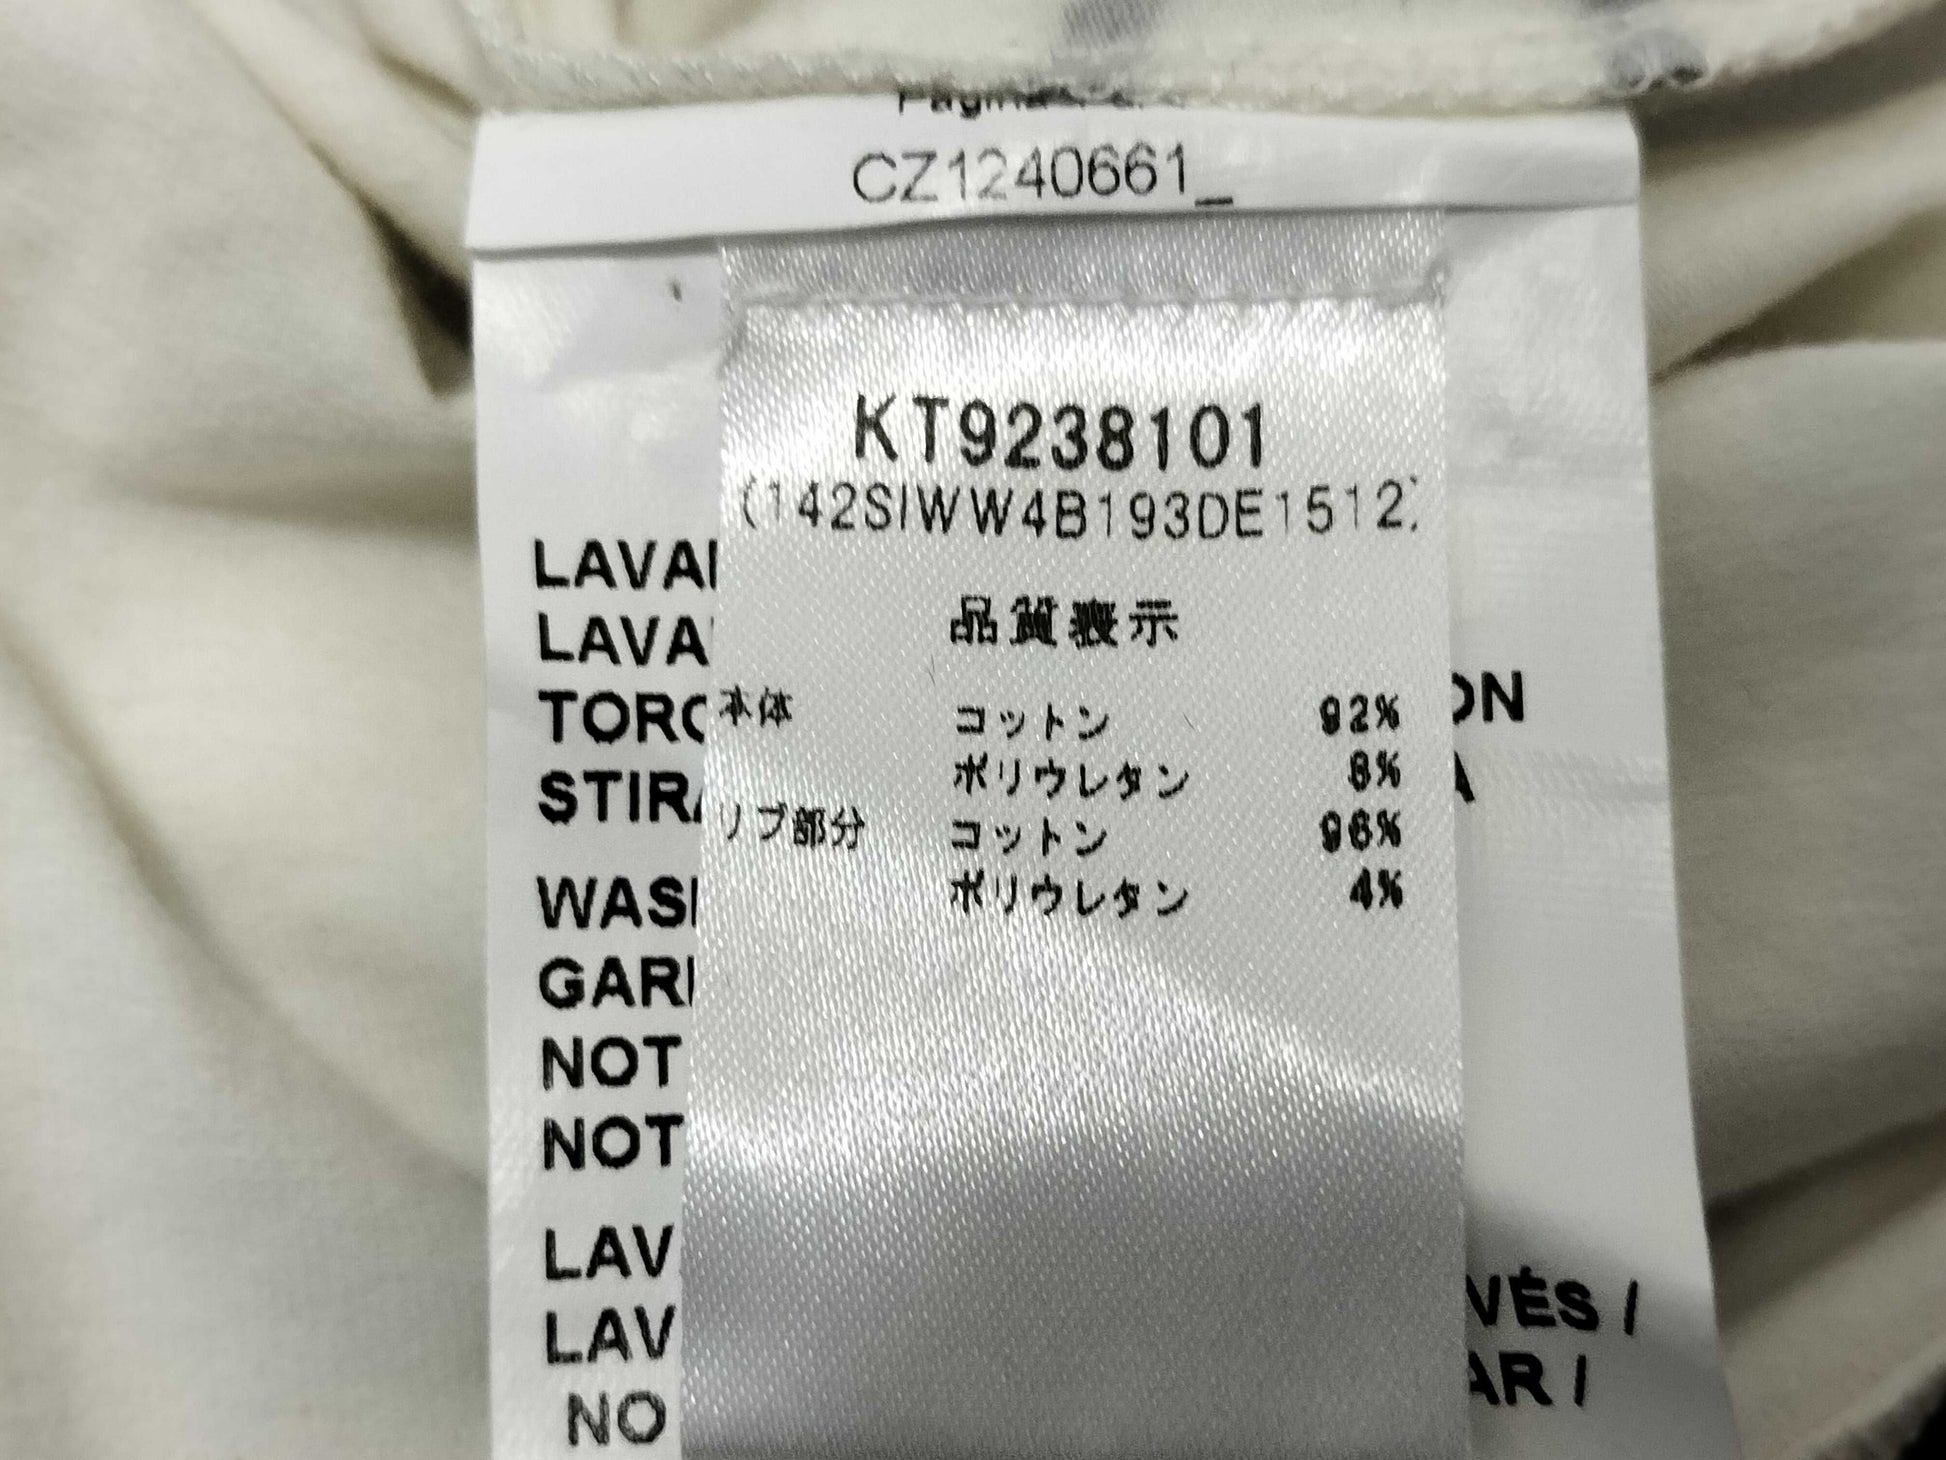 CZ1240661_
KT9238101
(142SIWW4B193DE1512)
品質表示
本体 コットン 92%
ポリウレタン 8%
リブ部分 コットン 96%
ポリウレタン 4%
LAVA
LAVA
TOR ON
STIRA A
WAS
GAR
NOT
NOT
LAV
LAV VÉS /
NO AR /